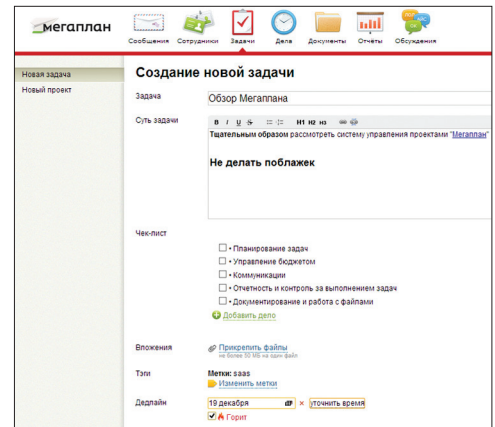 мегаплан
Сообщения Сотрудники Задачи Дела Документы Отчёты Обсуждения
Новая задача
Новый проект
Создание новой задачи
Задача
Обзор Мегаплана
Суть задачи
B I U S H1 H2 H3
Тщательным образом рассмотреть систему управления проектами "Мегаплан"
Не делать поблажек
Чек-лист
• Планирование задач
• Управление бюджетом
• Коммуникации
• Отчетность и контроль за выполнением задач
• Документирование и работа с файлами
Добавить дело
Вложения
Прикрепить файлы
не более 50 МБ на один файл
Тэги
Метки: saas
Изменить метки
Дедлайн
19 декабря × уточнить время
Горит